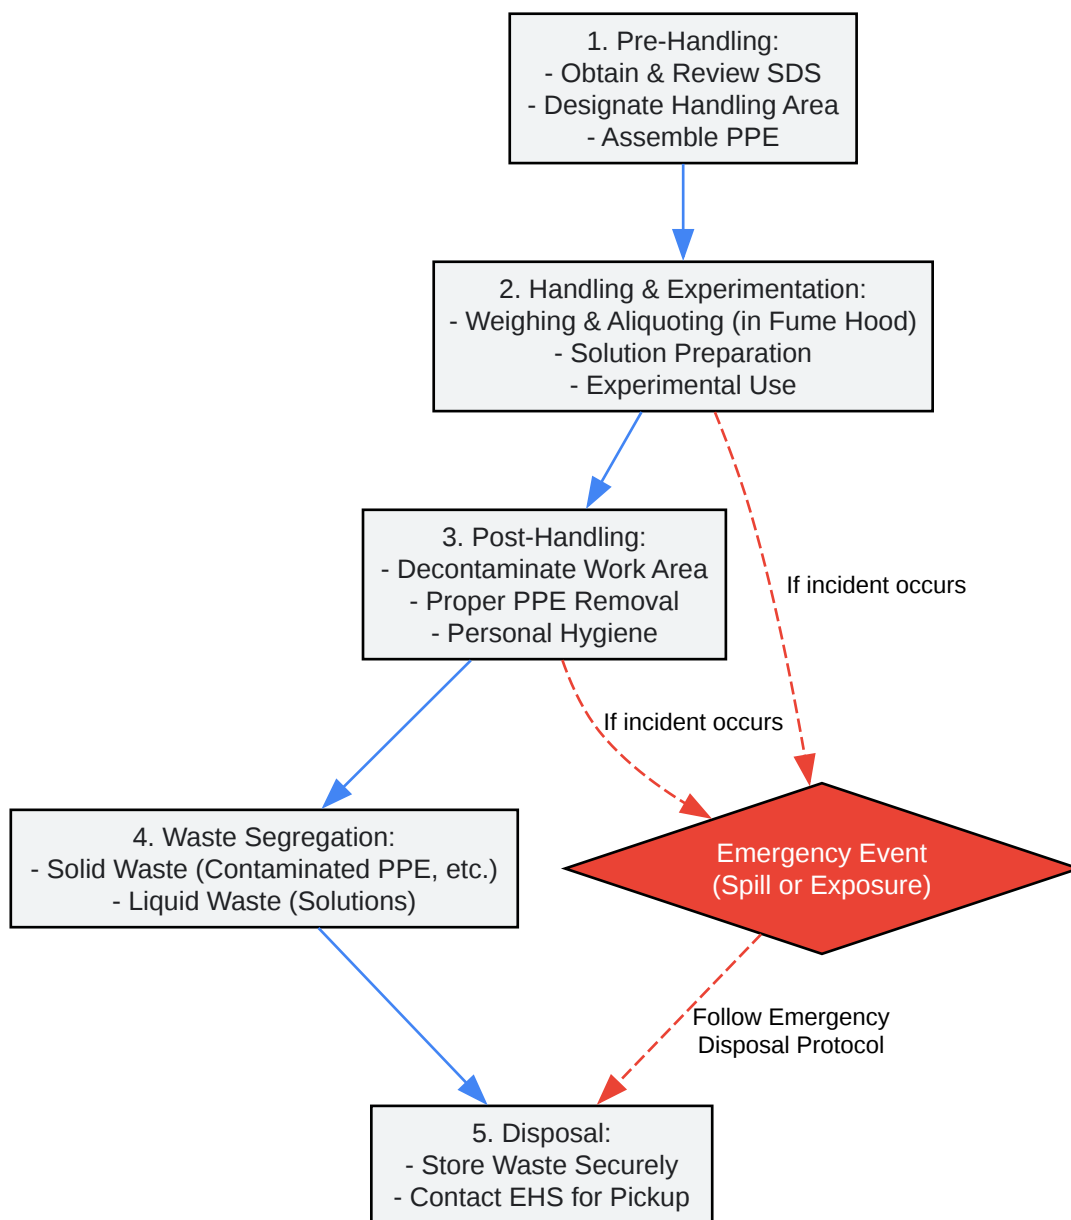 1. Pre-Handling:
- Obtain & Review SDS
- Designate Handling Area
- Assemble PPE
2. Handling & Experimentation:
- Weighing & Aliquoting (in Fume Hood)
- Solution Preparation
- Experimental Use
3. Post-Handling:
- Decontaminate Work Area
- Proper PPE Removal
- Personal Hygiene
If incident occurs
If incident occurs
4. Waste Segregation:
- Solid Waste (Contaminated PPE, etc.)
- Liquid Waste (Solutions)
Emergency Event
(Spill or Exposure)
Follow Emergency
Disposal Protocol
5. Disposal:
- Store Waste Securely
- Contact EHS for Pickup